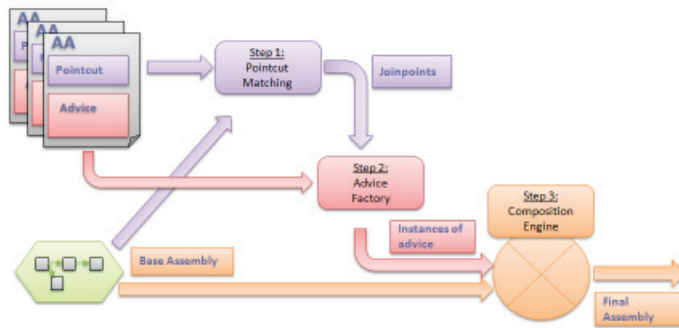 AA
AA
AA
Pointcut
Advice
Step 1:
Pointcut
Matching
Joinpoints
Step 2:
Advice
Factory
Step 3:
Composition
Engine
Instances of
advice
Base Assembly
Final
Assembly